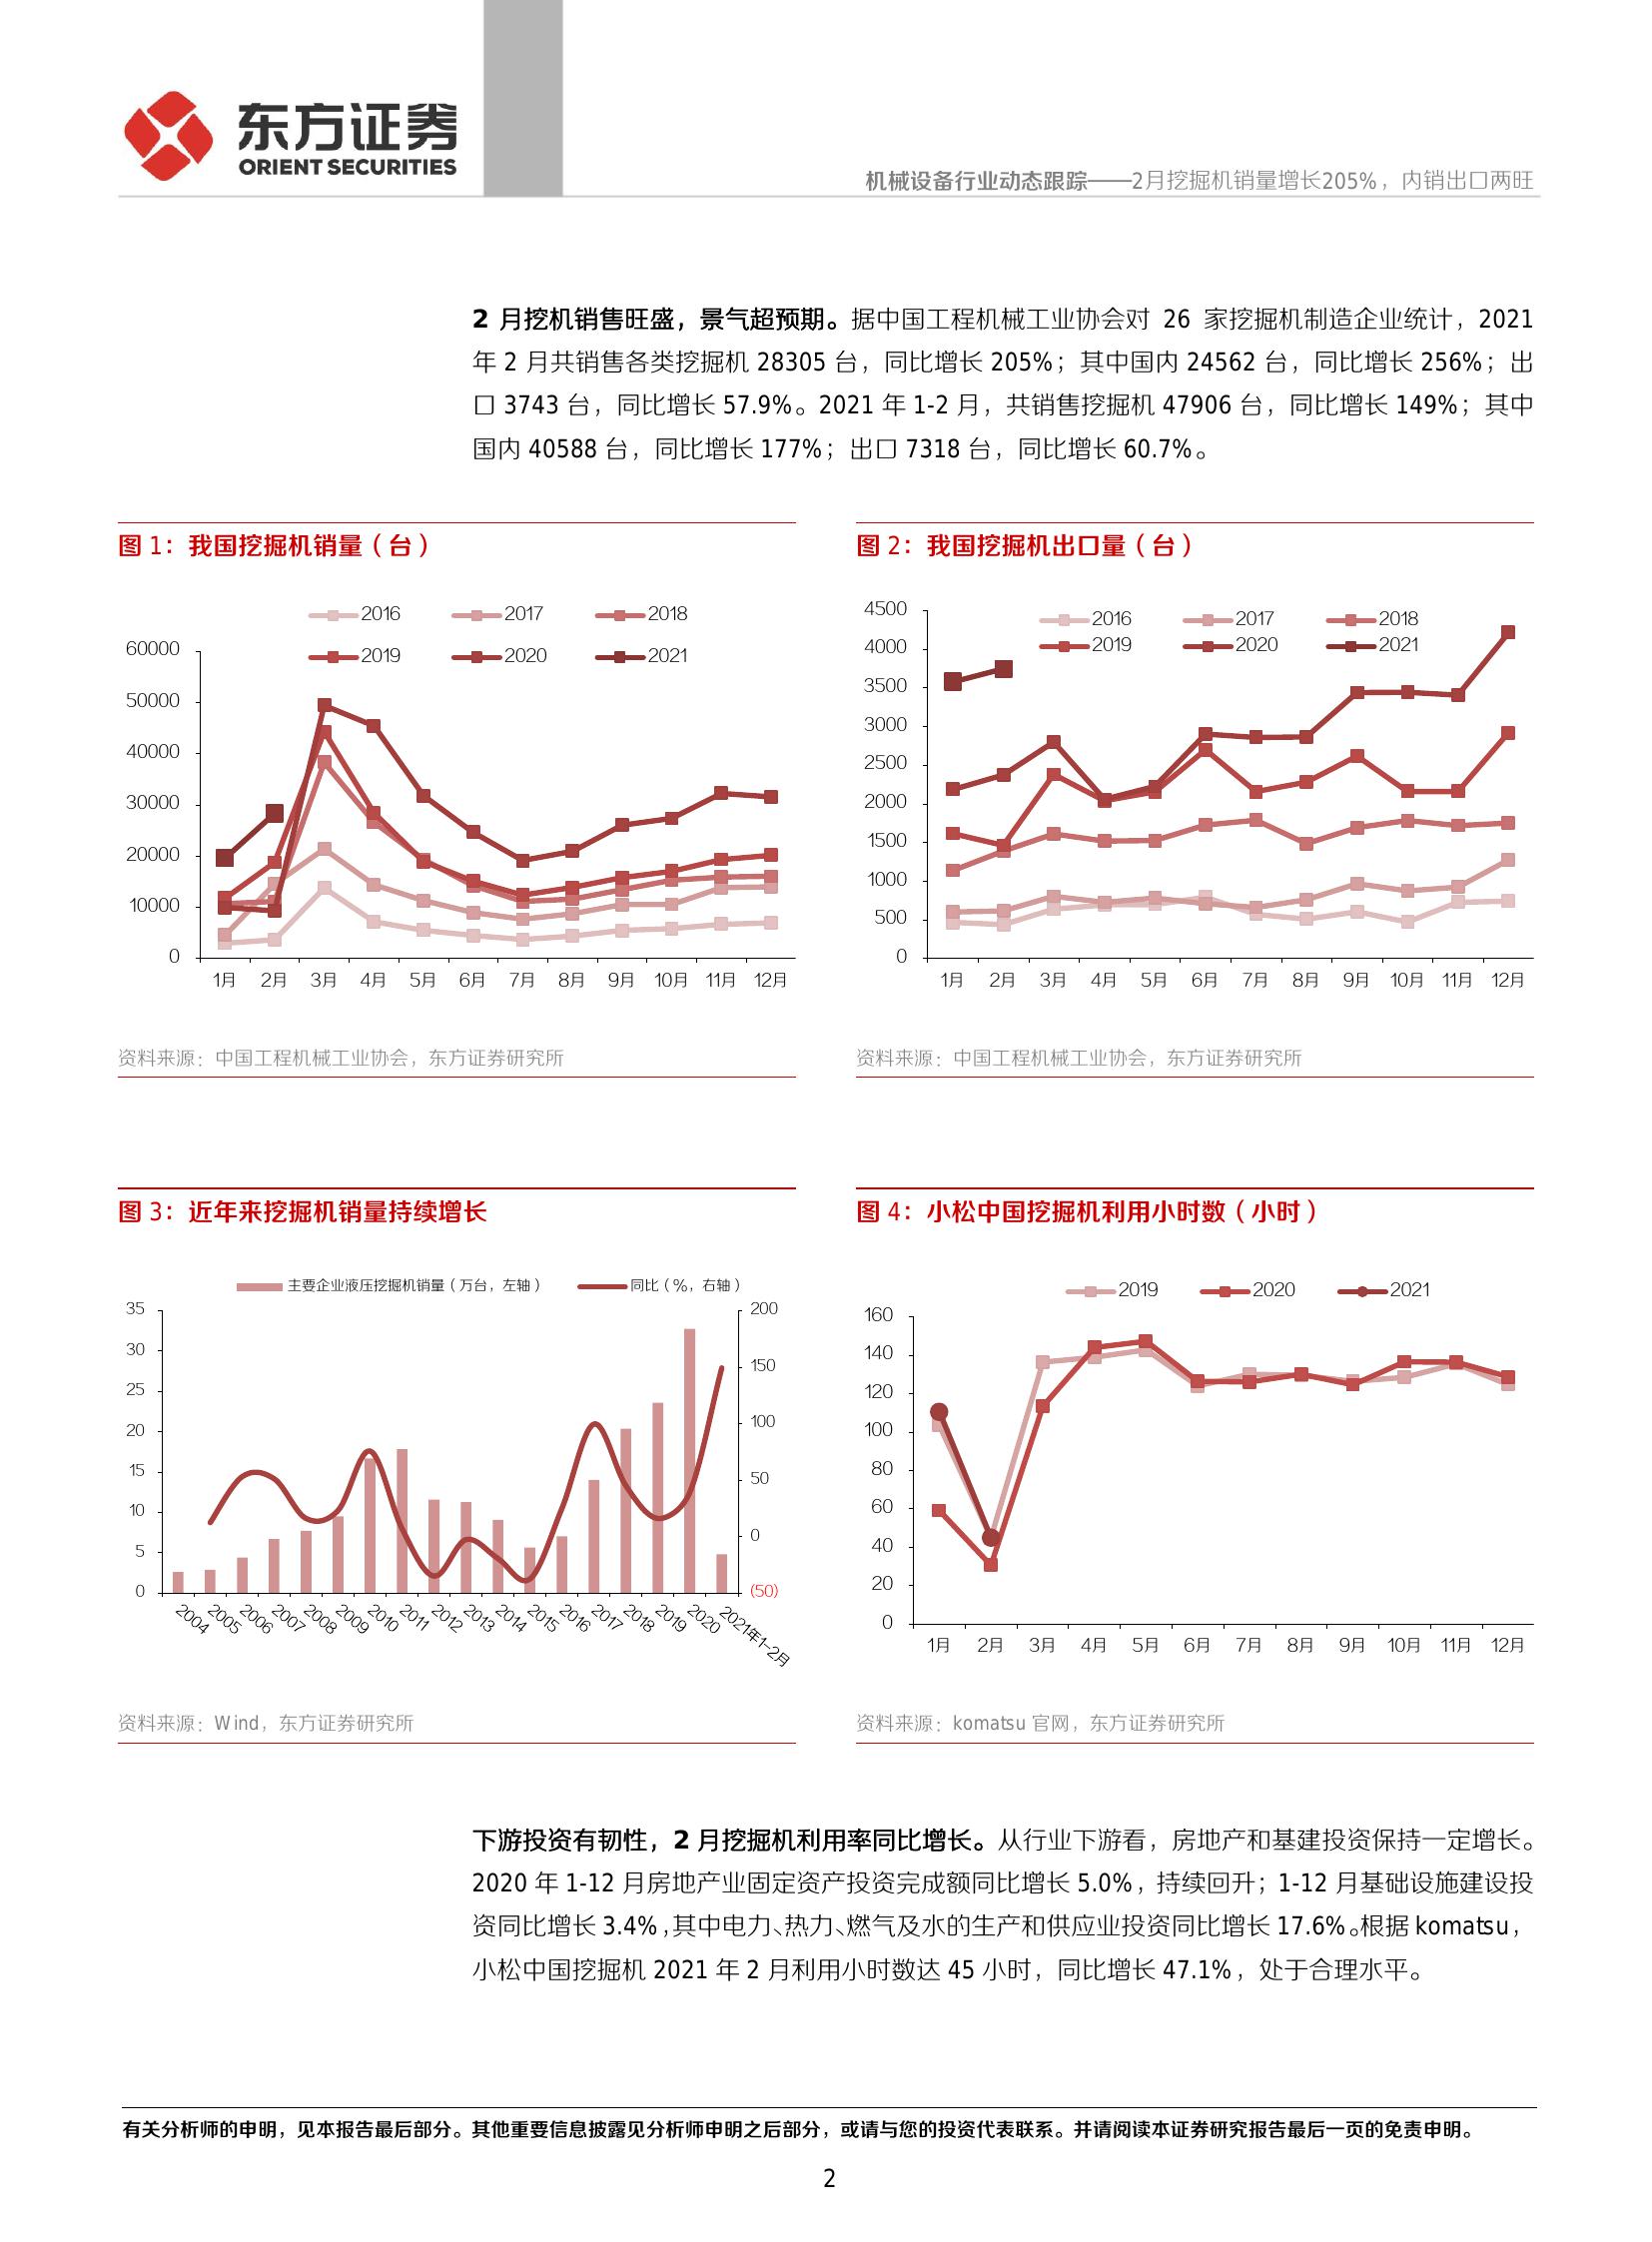 东方证券
ORIENT SECURITIES
机械设备行业动态跟踪——2月挖掘机销量增长205%，内销出口两旺
2 月挖机销售旺盛，景气超预期。据中国工程机械工业协会对 26 家挖掘机制造企业统计，2021
年 2 月共销售各类挖掘机 28305 台，同比增长 205%；其中国内 24562 台，同比增长 256%；出
口 3743 台，同比增长 57.9%。2021 年 1-2 月，共销售挖掘机 47906 台，同比增长 149%；其中
国内 40588 台，同比增长 177%；出口 7318 台，同比增长 60.7%。
图 1：我国挖掘机销量（台）
2016 2017 2018
2019 2020 2021
60000
50000
40000
30000
20000
10000
0
1月 2月 3月 4月 5月 6月 7月 8月 9月 10月 11月 12月
资料来源：中国工程机械工业协会，东方证券研究所
图 2：我国挖掘机出口量（台）
2016 2017 2018
2019 2020 2021
4500
4000
3500
3000
2500
2000
1500
1000
500
0
1月 2月 3月 4月 5月 6月 7月 8月 9月 10月 11月 12月
资料来源：中国工程机械工业协会，东方证券研究所
图 3：近年来挖掘机销量持续增长
主要企业液压挖掘机销量（万台，左轴） 同比（%，右轴）
35
30
25
20
15
10
5
0
200
150
100
50
0
(50)
2004 2005 2006 2007 2008 2009 2010 2011 2012 2013 2014 2015 2016 2017 2018 2019 2020 2021年1-2月
资料来源：Wind，东方证券研究所
图 4：小松中国挖掘机利用小时数（小时）
2019 2020 2021
160
140
120
100
80
60
40
20
0
1月 2月 3月 4月 5月 6月 7月 8月 9月 10月 11月 12月
资料来源：komatsu 官网，东方证券研究所
下游投资有韧性，2 月挖掘机利用率同比增长。从行业下游看，房地产和基建投资保持一定增长。
2020 年 1-12 月房地产业固定资产投资完成额同比增长 5.0%，持续回升；1-12 月基础设施建设投
资同比增长 3.4%，其中电力、热力、燃气及水的生产和供应业投资同比增长 17.6%。根据 komatsu，
小松中国挖掘机 2021 年 2 月利用小时数达 45 小时，同比增长 47.1%，处于合理水平。
有关分析师的申明，见本报告最后部分。其他重要信息披露见分析师申明之后部分，或请与您的投资代表联系。并请阅读本证券研究报告最后一页的免责申明。
2